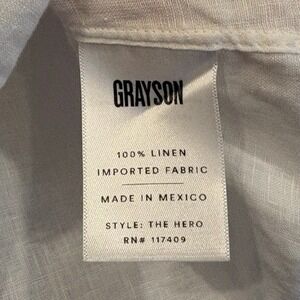 GRAYSON
100% LINEN
IMPORTED FABRIC
MADE IN MEXICO
STYLE: THE HERO
RN# 117409